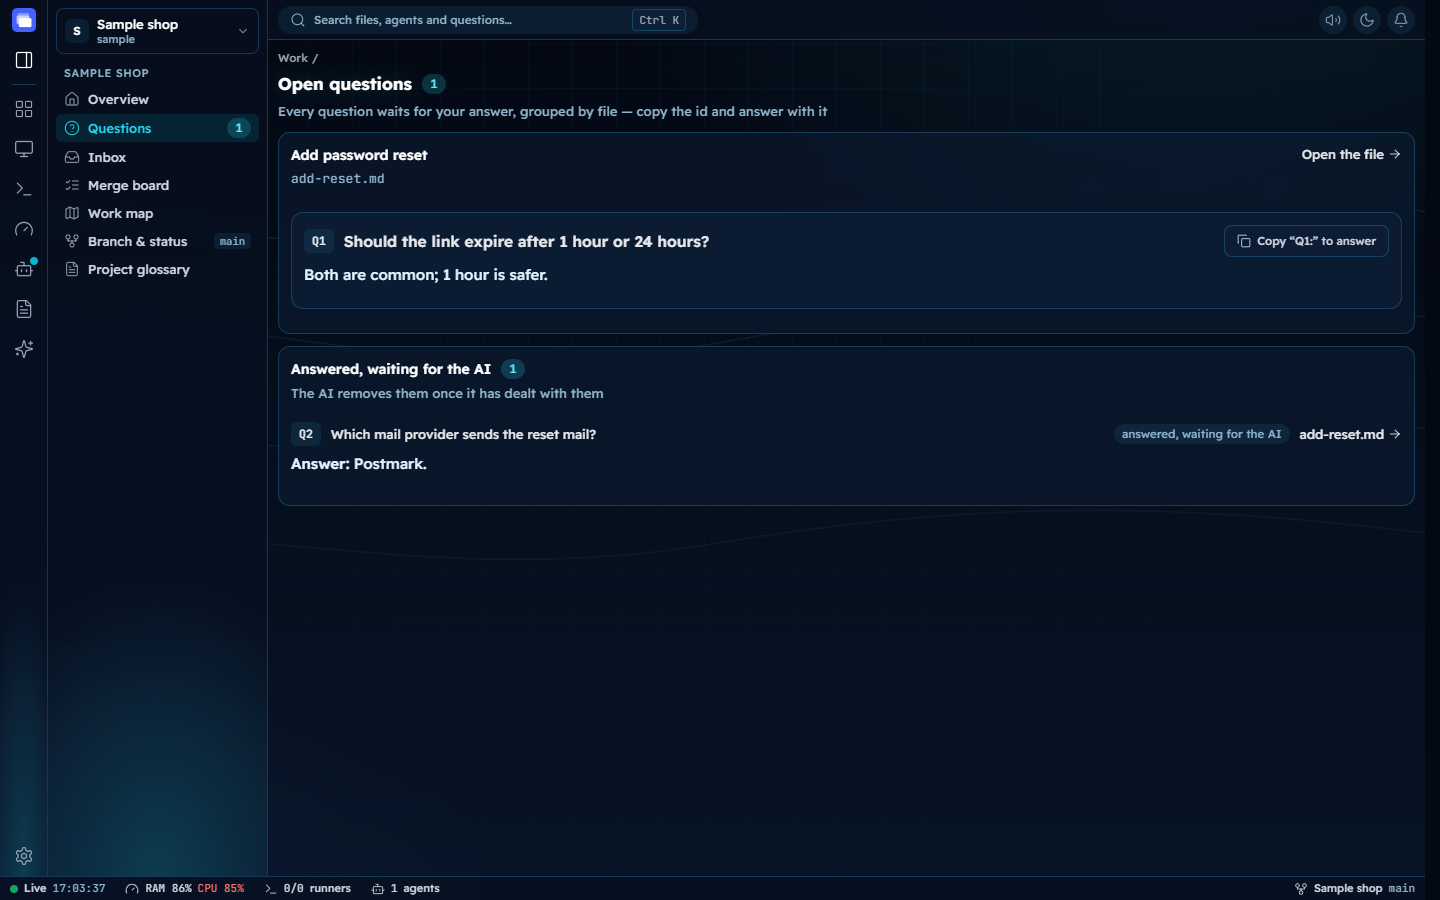 S
Sample shop
sample
SAMPLE SHOP
Overview
Questions 1
Inbox
Merge board
Work map
Branch & status main
Project glossary
Search files, agents and questions… Ctrl K
Work /
Open questions 1
Every question waits for your answer, grouped by file — copy the id and answer with it
Add password reset Open the file →
add-reset.md
Q1 Should the link expire after 1 hour or 24 hours? Copy “Q1:” to answer
Both are common; 1 hour is safer.
Answered, waiting for the AI 1
The AI removes them once it has dealt with them
Q2 Which mail provider sends the reset mail? answered, waiting for the AI add-reset.md →
Answer: Postmark.
Live 17:03:37 RAM 86% CPU 85% 0/0 runners 1 agents Sample shop main